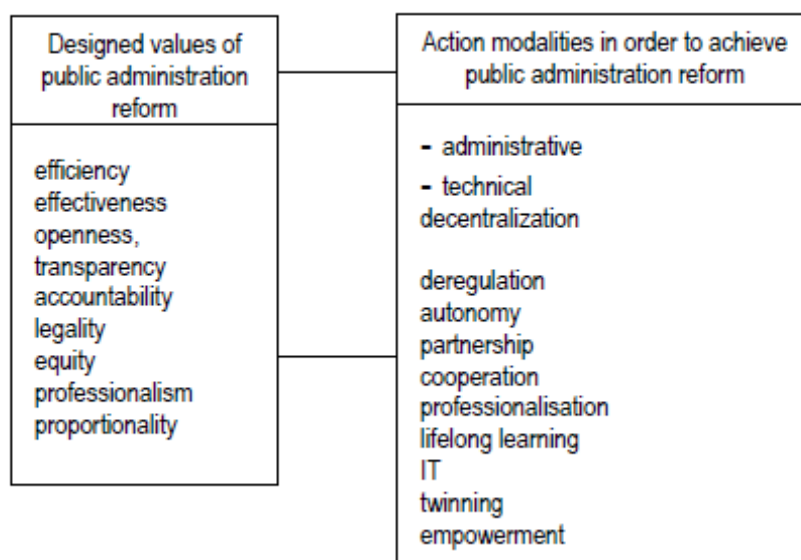 Designed values of
public administration
reform
efficiency
effectiveness
openness,
transparency
accountability
legality
equity
professionalism
proportionality
Action modalities in order to achieve
public administration reform
- administrative
- technical
decentralization
deregulation
autonomy
partnership
cooperation
professionalisation
lifelong learning
IT
twinning
empowerment